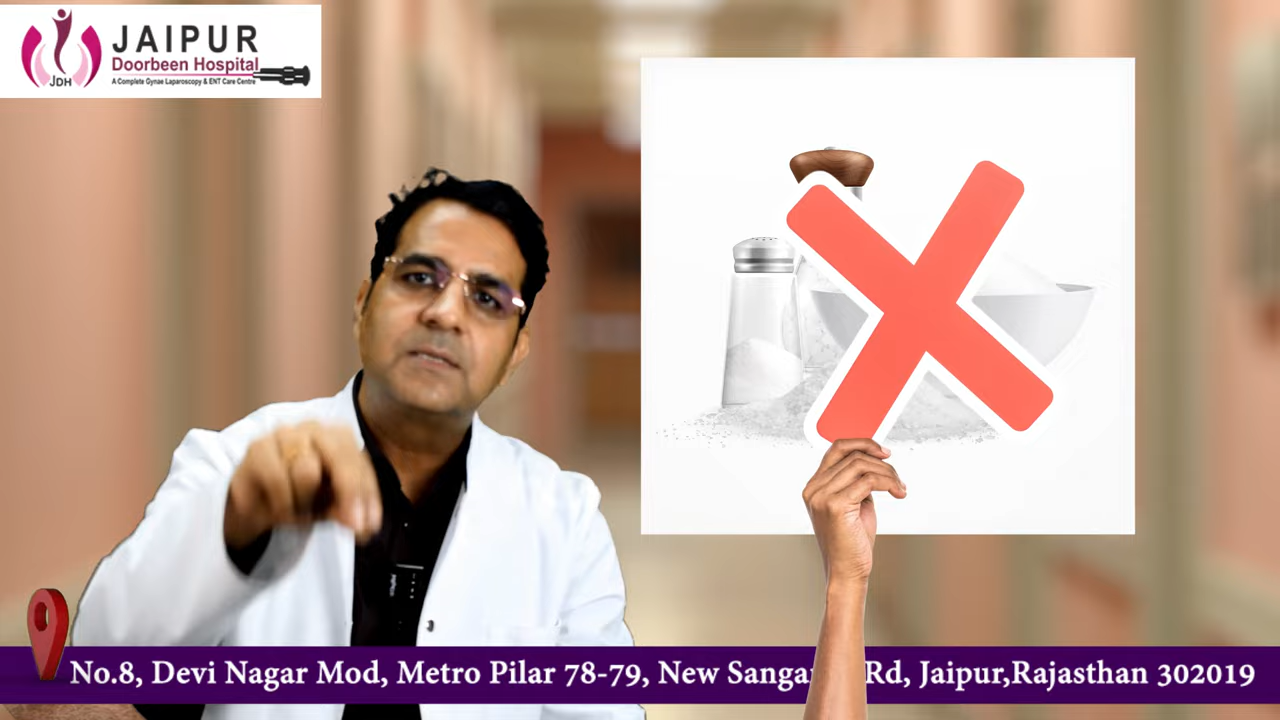 JAIPUR
Doorbeen Hospital
A Complete Gynae Laparoscopy & ENT Care Centre
JDH
No.8, Devi Nagar Mod, Metro Pilar 78-79, New Rd, Jaipur,Rajasthan 302019